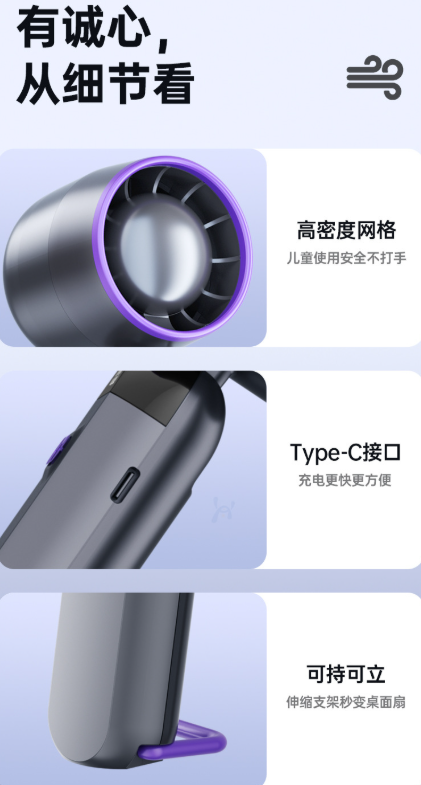 有诚心，
从细节看
高密度网格
儿童使用安全不打手
Type-C接口
充电更快更方便
可持可立
伸缩支架秒变桌面扇